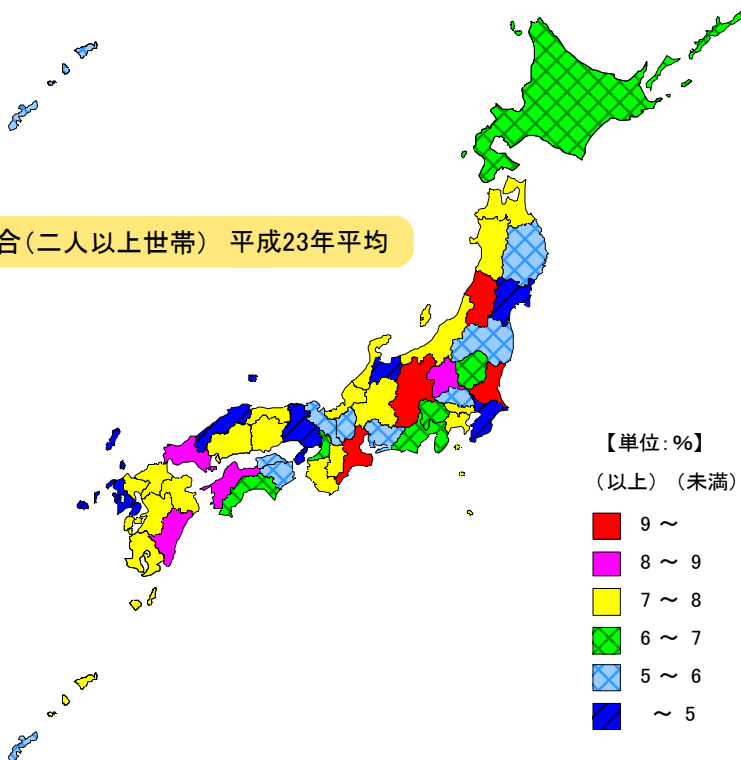 合(二人以上世帯) 平成23年平均
【単位:%】
(以上) (未満)
9 ～
8 ～ 9
7 ～ 8
6 ～ 7
5 ～ 6
～ 5